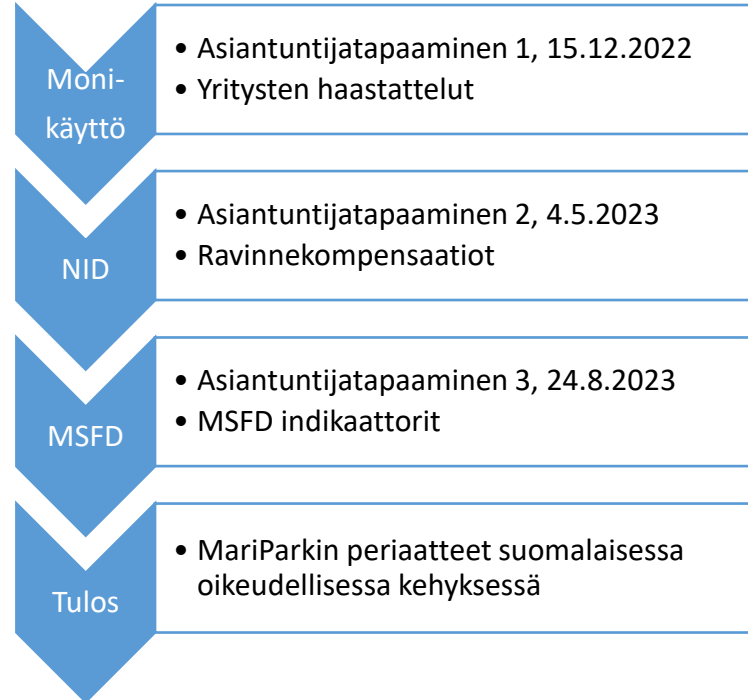 Moni-
käyttö
• Asiantuntijatapaaminen 1, 15.12.2022
• Yritysten haastattelut
NID
• Asiantuntijatapaaminen 2, 4.5.2023
• Ravinnekompensaatiot
MSFD
• Asiantuntijatapaaminen 3, 24.8.2023
• MSFD indikaattorit
Tulos
• MariParkin periaatteet suomalaisessa
oikeudellisessa kehyksessä